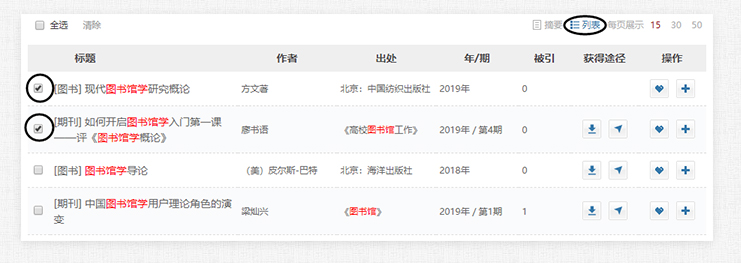 全选 清除 摘要 列表 每页展示 15 30 50
标题 作者 出处 年/期 被引 获得途径 操作
[图书] 现代图书馆学研究概论 方文著 北京：中国纺织出版社 2019年 0
[期刊] 如何开启图书馆学入门第一课
——评《图书馆学概论》 廖书语 《高校图书馆工作》 2019年 / 第4期 0
[图书] 图书馆学导论 （美）皮尔斯-巴特 北京：海洋出版社 2018年 0
[期刊] 中国图书馆学用户理论角色的演
变 梁灿兴 《图书馆》 2019年 / 第1期 1